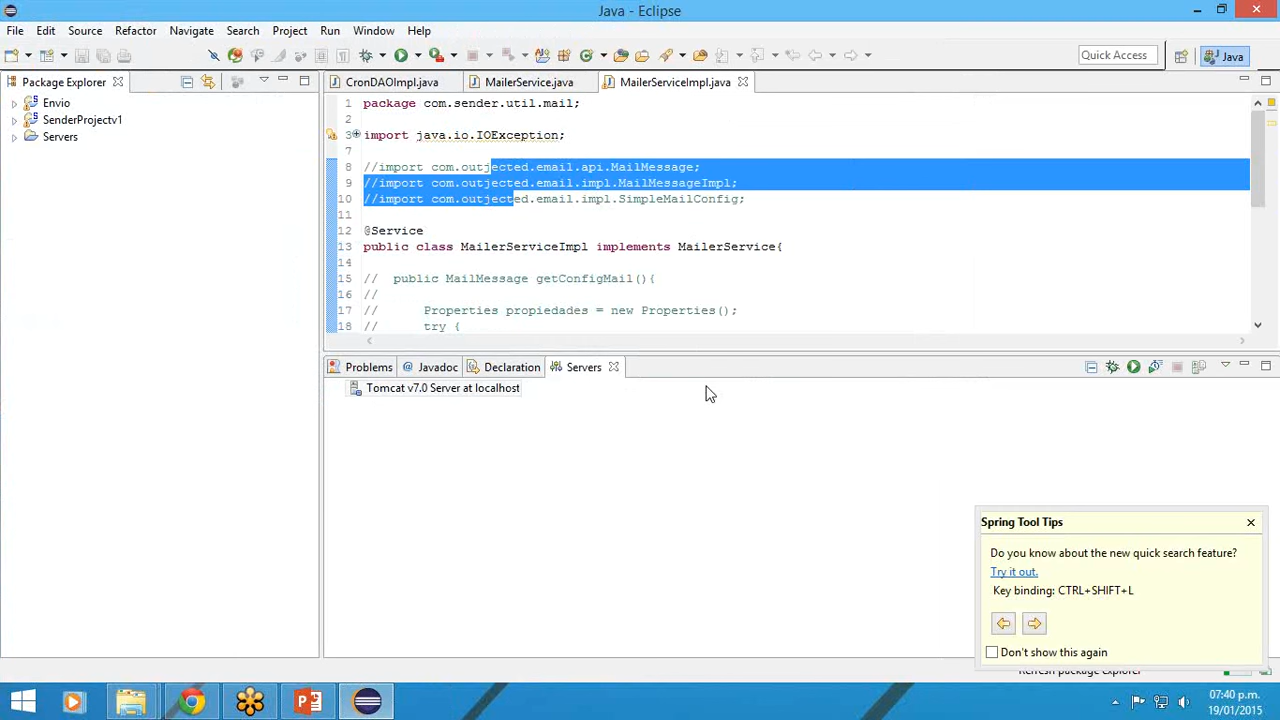 Java - Eclipse
File Edit Source Refactor Navigate Search Project Run Window Help
Quick Access
Java
Package Explorer
CronDAOImpl.java
MailerService.java
MailerServiceImpl.java
Envio
SenderProjectv1
Servers
1 package com.sender.util.mail;
2
3 import java.io.IOException;
7
8 //import com.outjected.email.api.MailMessage;
9 //import com.outjected.email.impl.MailMessageImpl;
10 //import com.outjected.email.impl.SimpleMailConfig;
11
12 @Service
13 public class MailerServiceImpl implements MailerService{
14
15 // public MailMessage getConfigMail(){
16 //
17 // Properties propiedades = new Properties();
18 // try {
Problems
@ Javadoc
Declaration
Servers
Tomcat v7.0 Server at localhost
Spring Tool Tips
Do you know about the new quick search feature?
Try it out.
Key binding: CTRL+SHIFT+L
Don't show this again
Refresh package explorer
07:40 p.m.
19/01/2015